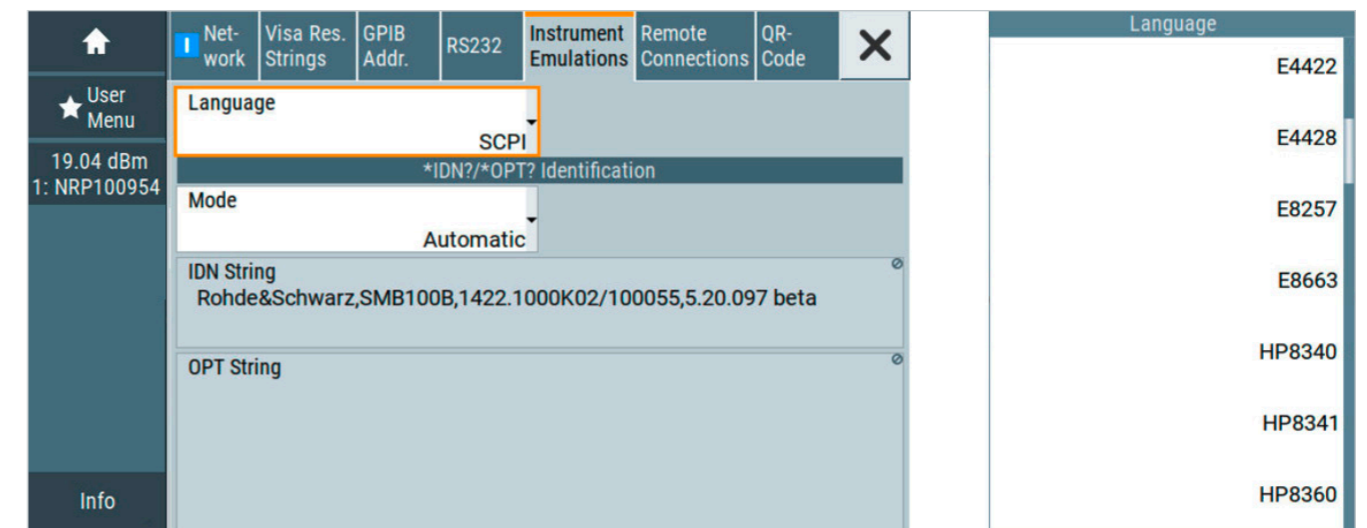 Net-
work
Visa Res.
Strings
GPIB
Addr.
RS232
Instrument
Emulations
Remote
Connections
QR-
Code
User
Menu
19.04 dBm
1: NRP100954
Info
Language
SCPI
*IDN?/*OPT? Identification
Mode
Automatic
IDN String
Rohde&Schwarz,SMB100B,1422.1000K02/100055,5.20.097 beta
OPT String
Language
E4422
E4428
E8257
E8663
HP8340
HP8341
HP8360